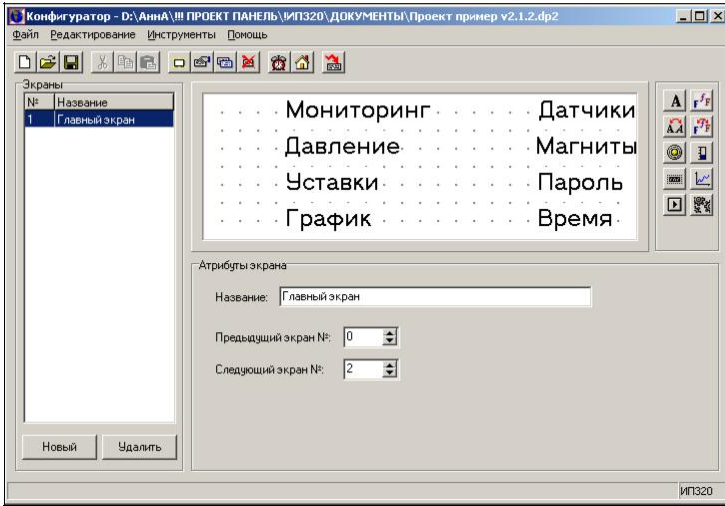 Конфигуратор - D:\АннА\!!! ПРОЕКТ ПАНЕЛЬ\!ИП320\ДОКУМЕНТЫ\Проект пример v2.1.2.dp2
Файл Редактирование Инструменты Помощь
Экраны
№ Название
1 Главный экран
Мониторинг Датчики
Давление Магниты
Уставки Пароль
График Время
Атрибуты экрана
Название: Главный экран
Предыдущий экран №: 0
Следующий экран №: 2
Новый Удалить
ИП320